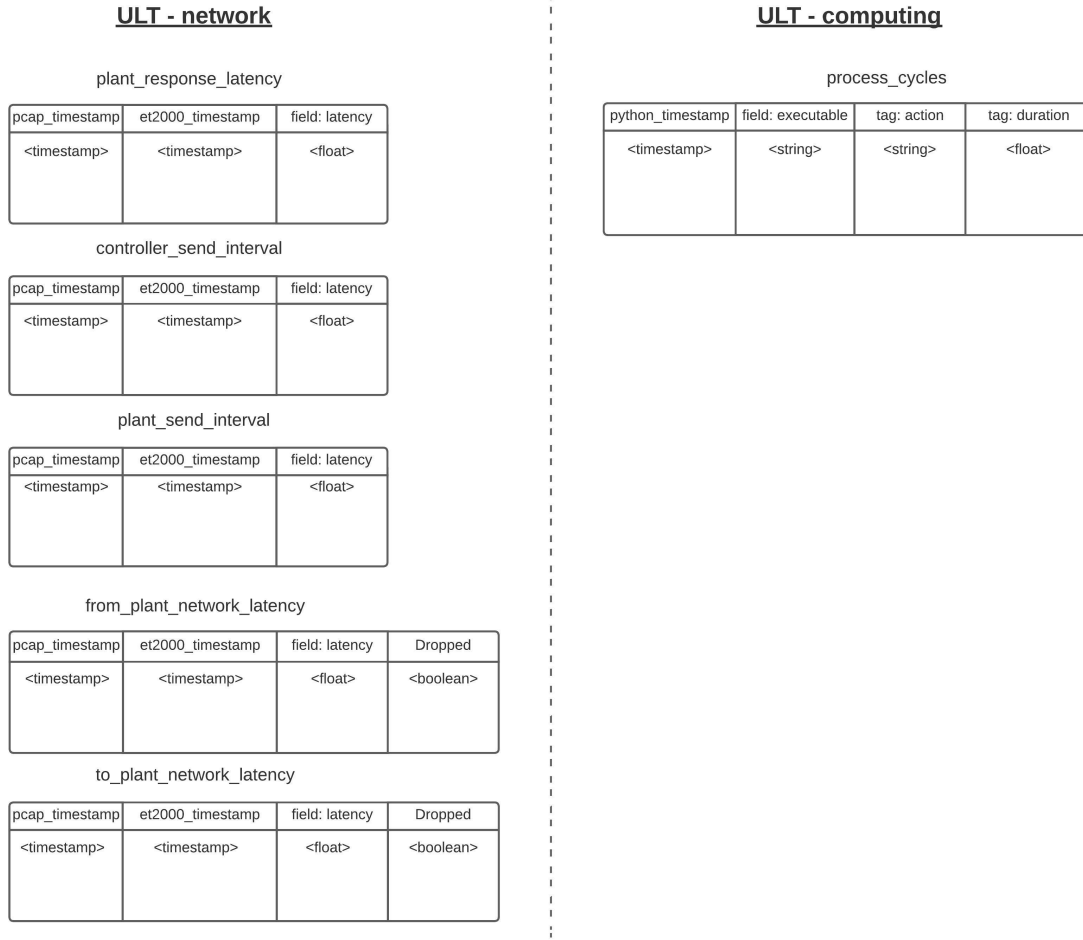 ULT - network
plant_response_latency
pcap_timestamp et2000_timestamp field: latency
<timestamp> <timestamp> <float>
controller_send_interval
pcap_timestamp et2000_timestamp field: latency
<timestamp> <timestamp> <float>
plant_send_interval
pcap_timestamp et2000_timestamp field: latency
<timestamp> <timestamp> <float>
from_plant_network_latency
pcap_timestamp et2000_timestamp field: latency Dropped
<timestamp> <timestamp> <float> <boolean>
to_plant_network_latency
pcap_timestamp et2000_timestamp field: latency Dropped
<timestamp> <timestamp> <float> <boolean>
ULT - computing
process_cycles
python_timestamp field: executable tag: action tag: duration
<timestamp> <string> <string> <float>